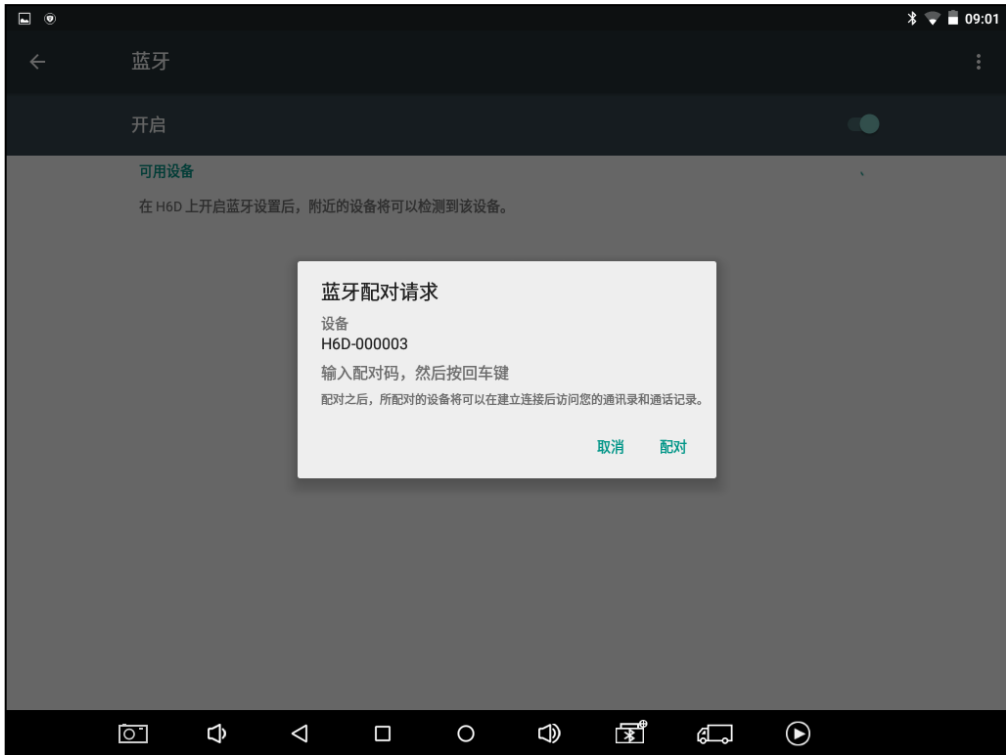 09:01
蓝牙
开启
可用设备
在 H6D 上开启蓝牙设置后，附近的设备将可以检测到该设备。
蓝牙配对请求
设备
H6D-000003
输入配对码，然后按回车键
配对之后，所配对的设备将可以在建立连接后访问您的通讯录和通话记录。
取消 配对